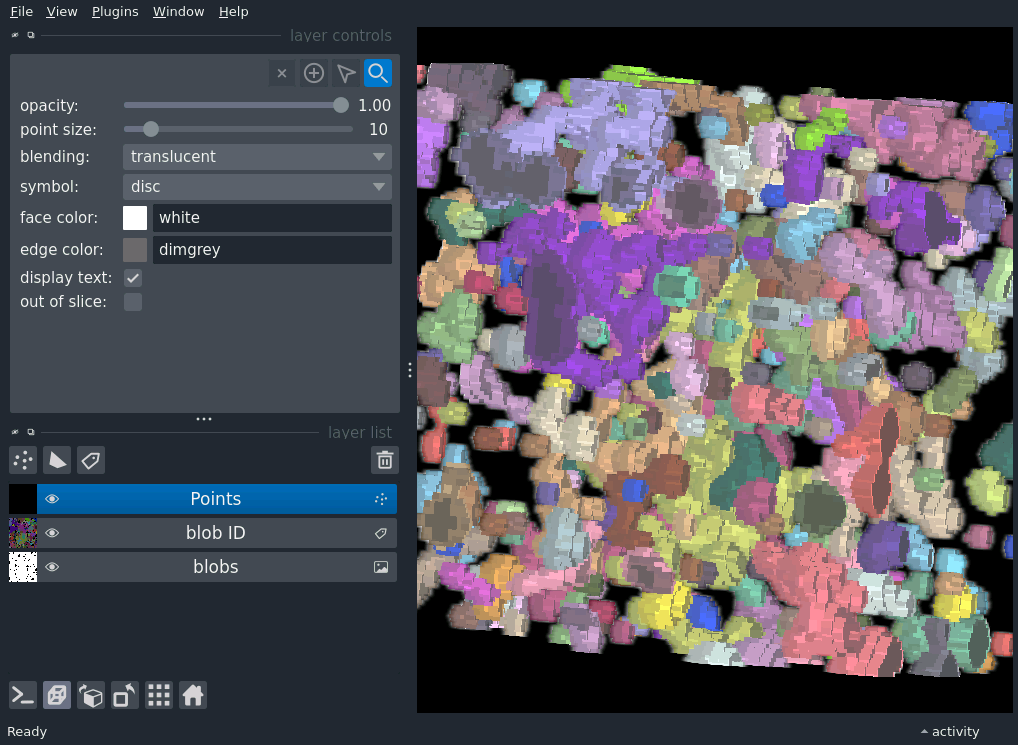 File View Plugins Window Help
layer controls
opacity: 1.00
point size: 10
blending: translucent
symbol: disc
face color: white
edge color: dimgrey
display text:
out of slice:
layer list
Points
blob ID
blobs
Ready activity